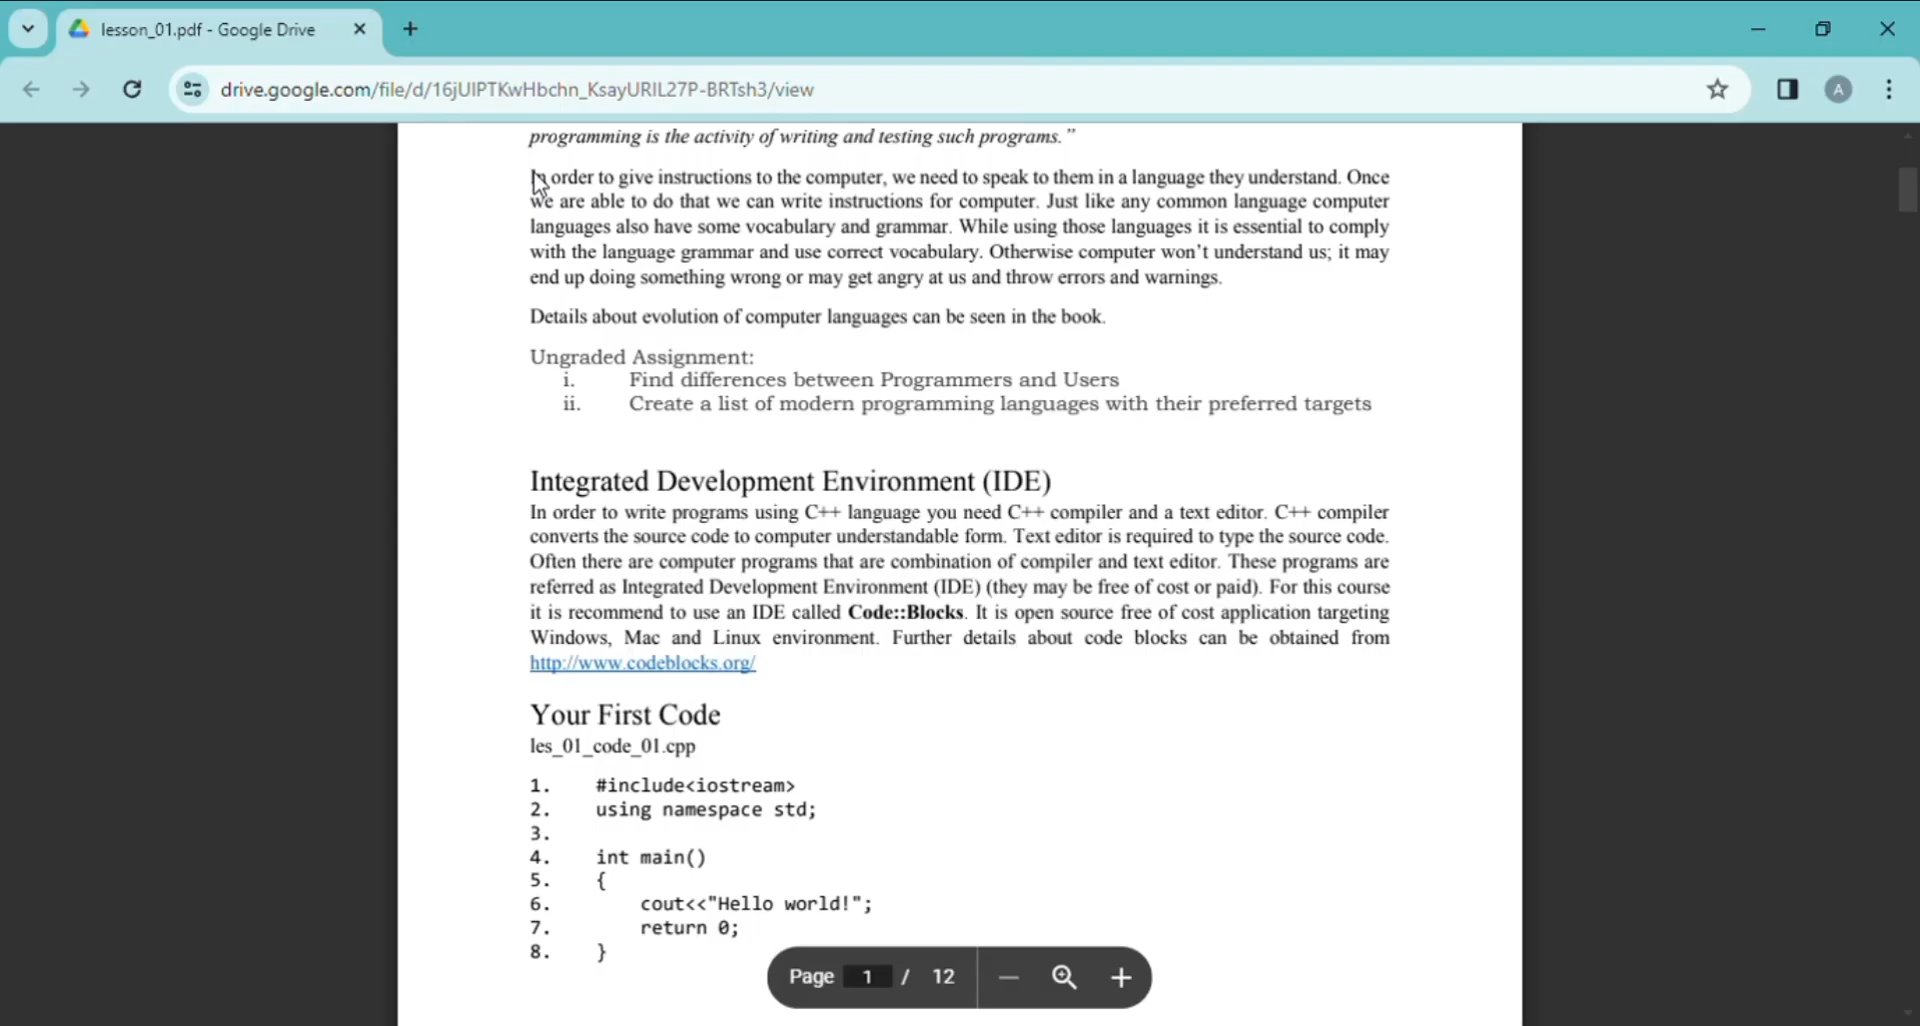 lesson_01.pdf - Google Drive
drive.google.com/file/d/16jUIPTKwHbchn_KsayURIL27P-BRTsh3/view
A
programming is the activity of writing and testing such programs.”
In order to give instructions to the computer, we need to speak to them in a language they understand. Once
we are able to do that we can write instructions for computer. Just like any common language computer
languages also have some vocabulary and grammar. While using those languages it is essential to comply
with the language grammar and use correct vocabulary. Otherwise computer won’t understand us; it may
end up doing something wrong or may get angry at us and throw errors and warnings.
Details about evolution of computer languages can be seen in the book.
Ungraded Assignment:
i. Find differences between Programmers and Users
ii. Create a list of modern programming languages with their preferred targets
Integrated Development Environment (IDE)
In order to write programs using C++ language you need C++ compiler and a text editor. C++ compiler
converts the source code to computer understandable form. Text editor is required to type the source code.
Often there are computer programs that are combination of compiler and text editor. These programs are
referred as Integrated Development Environment (IDE) (they may be free of cost or paid). For this course
it is recommend to use an IDE called Code::Blocks. It is open source free of cost application targeting
Windows, Mac and Linux environment. Further details about code blocks can be obtained from
http://www.codeblocks.org/
Your First Code
les_01_code_01.cpp
1. #include<iostream>
2. using namespace std;
3.
4. int main()
5. {
6. cout<<"Hello world!";
7. return 0;
8. }
Page 1 / 12